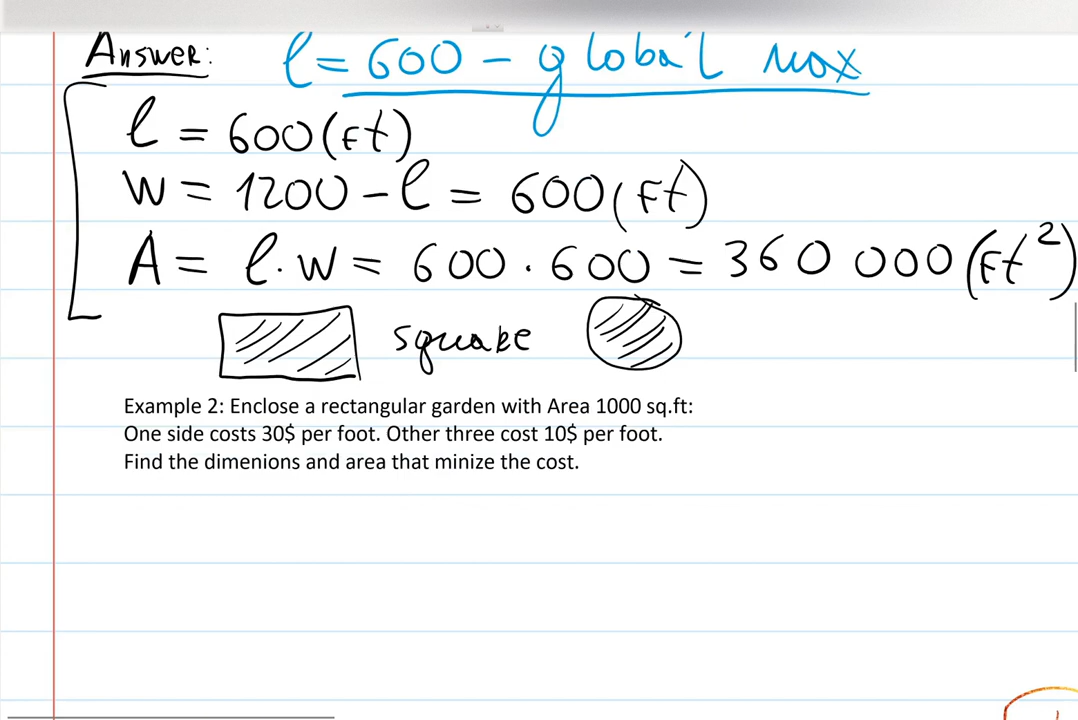 Answer: l = 600 - global max
l = 600 (ft)
W = 1200 - l = 600 (ft)
A = l · W = 600 · 600 = 360 000 (ft²)
square
Example 2: Enclose a rectangular garden with Area 1000 sq.ft:
One side costs 30$ per foot. Other three cost 10$ per foot.
Find the dimenions and area that minize the cost.